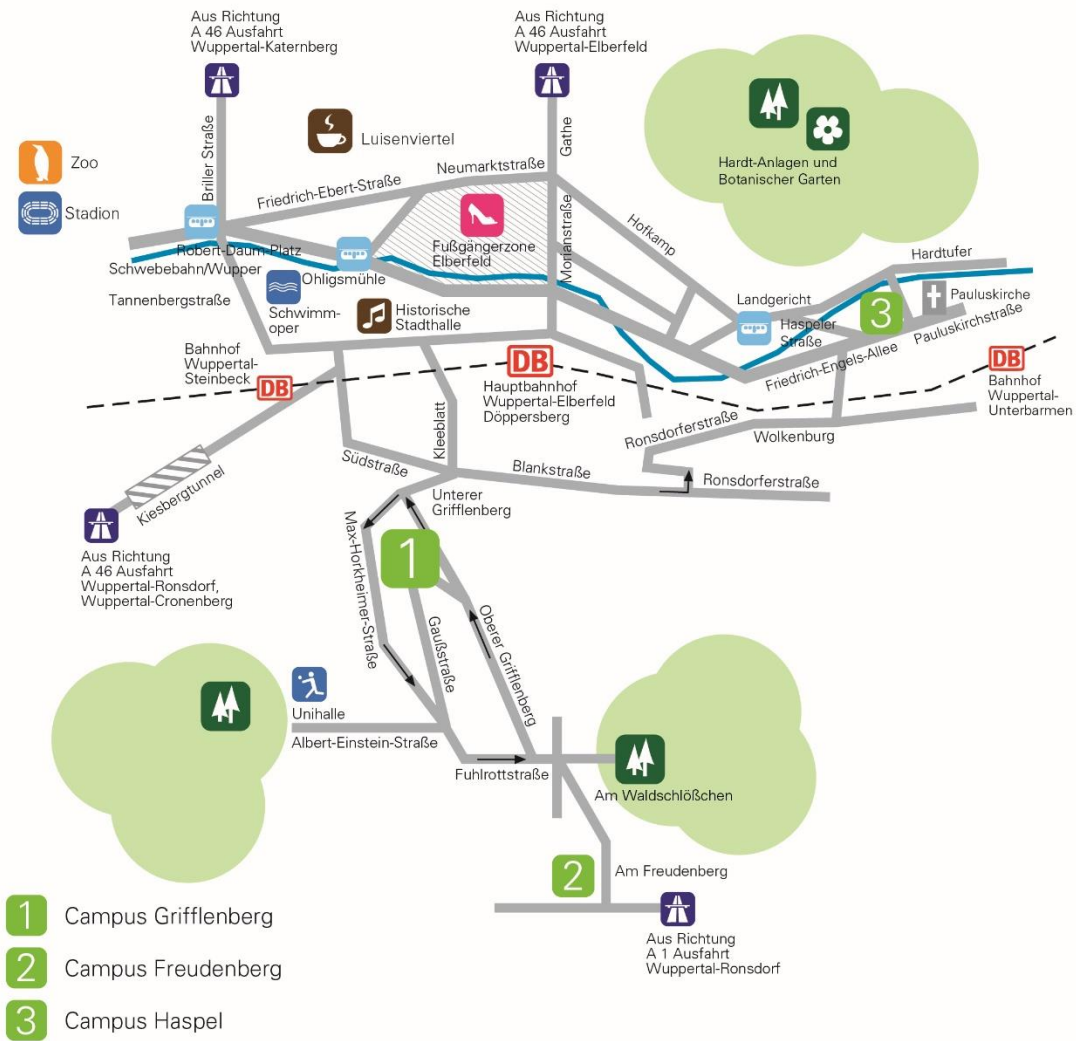 Aus Richtung
A 46 Ausfahrt
Wuppertal-Katernberg
Aus Richtung
A 46 Ausfahrt
Wuppertal-Elberfeld
Briller Straße
Luisenviertel
Gathe
Zoo
Stadion
Friedrich-Ebert-Straße
Neumarktstraße
Hardt-Anlagen und
Botanischer Garten
Fußgängerzone
Elberfeld
Morianstraße
Hofkamp
Robert-Daum-Platz
Schwebebahn/Wupper
Ohligsmühle
Hardtufer
Tannenbergstraße
Schwimm-
oper
Historische
Stadthalle
Landgericht
Haspeler
Straße
3
Pauluskirche
Pauluskirchstraße
Friedrich-Engels-Allee
Bahnhof
Wuppertal-
Steinbeck
DB
DB
Hauptbahnhof
Wuppertal-Elberfeld
Döppersberg
DB
Bahnhof
Wuppertal-
Unterbarmen
Kleeblatt
Ronsdorferstraße
Wolkenburg
Südstraße
Blankstraße
Ronsdorferstraße
Kiesbergtunnel
Unterer
Grifflenberg
Aus Richtung
A 46 Ausfahrt
Wuppertal-Ronsdorf,
Wuppertal-Cronenberg
1
Max-Horkheimer-Straße
Gaußstraße
Oberer Grifflenberg
Unihalle
Albert-Einstein-Straße
Fuhlrottstraße
Am Waldschlößchen
2
Am Freudenberg
Aus Richtung
A 1 Ausfahrt
Wuppertal-Ronsdorf
1 Campus Grifflenberg
2 Campus Freudenberg
3 Campus Haspel